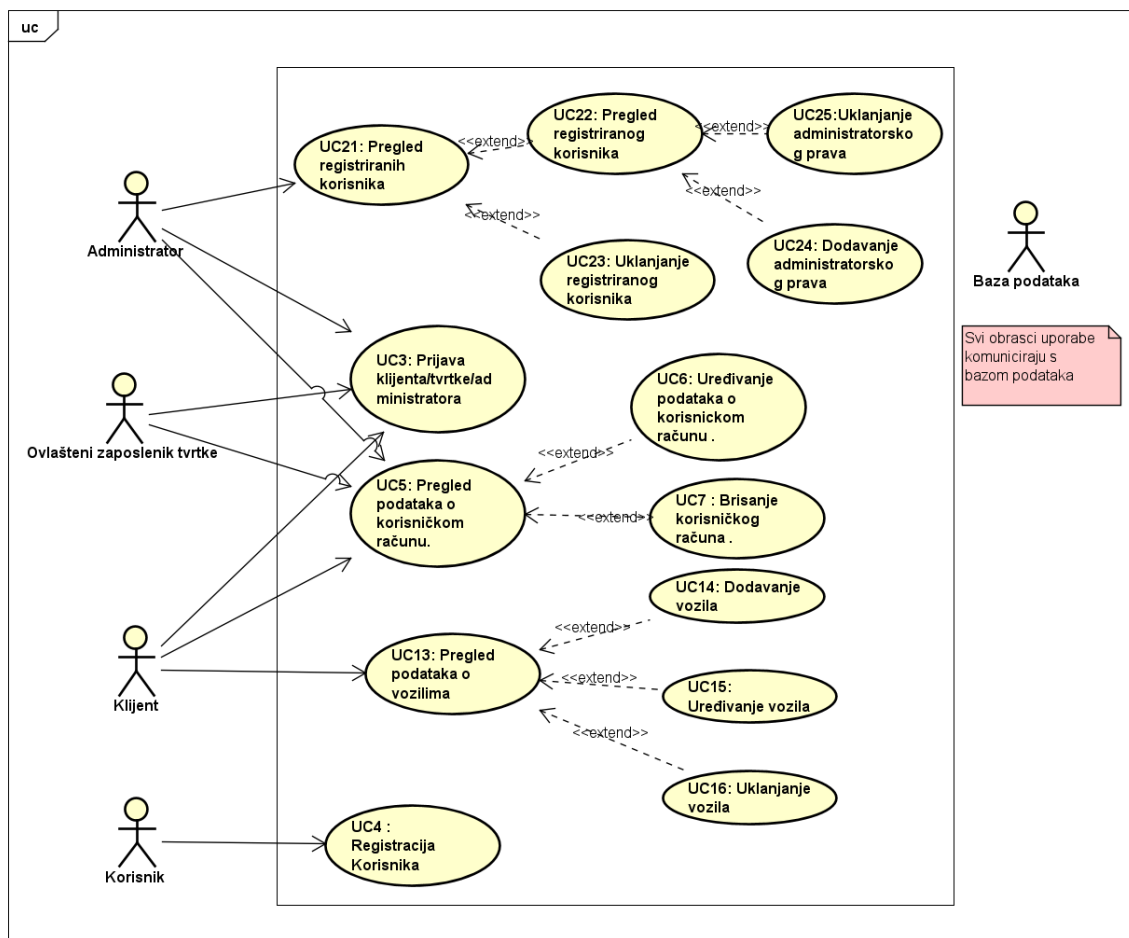 uc
UC21: Pregled
registriranih
korisnika
<<extend>>
UC22: Pregled
registriranog
korisnika
<<extend>>
UC25:Uklanjanje
administratorsko
g prava
<<extend>>
<<extend>>
UC23: Uklanjanje
registriranog
korisnika
UC24: Dodavanje
administratorsko
g prava
Administrator
Baza podataka
Svi obrasci uporabe
komuniciraju s
bazom podataka
UC3: Prijava
klijenta/tvrtke/ad
ministratora
Ovlašteni zaposlenik tvrtke
UC6: Uređivanje
podataka o
korisnickom
računu .
<<extend>>
UC5: Pregled
podataka o
korisničkom
računu.
<<extend>>
UC7 : Brisanje
korisničkog
računa .
UC14: Dodavanje
vozila
<<extend>>
Klijent
UC13: Pregled
podataka o
vozilima
<<extend>>
UC15:
Uređivanje vozila
<<extend>>
UC16: Uklanjanje
vozila
Korisnik
UC4 :
Registracija
Korisnika